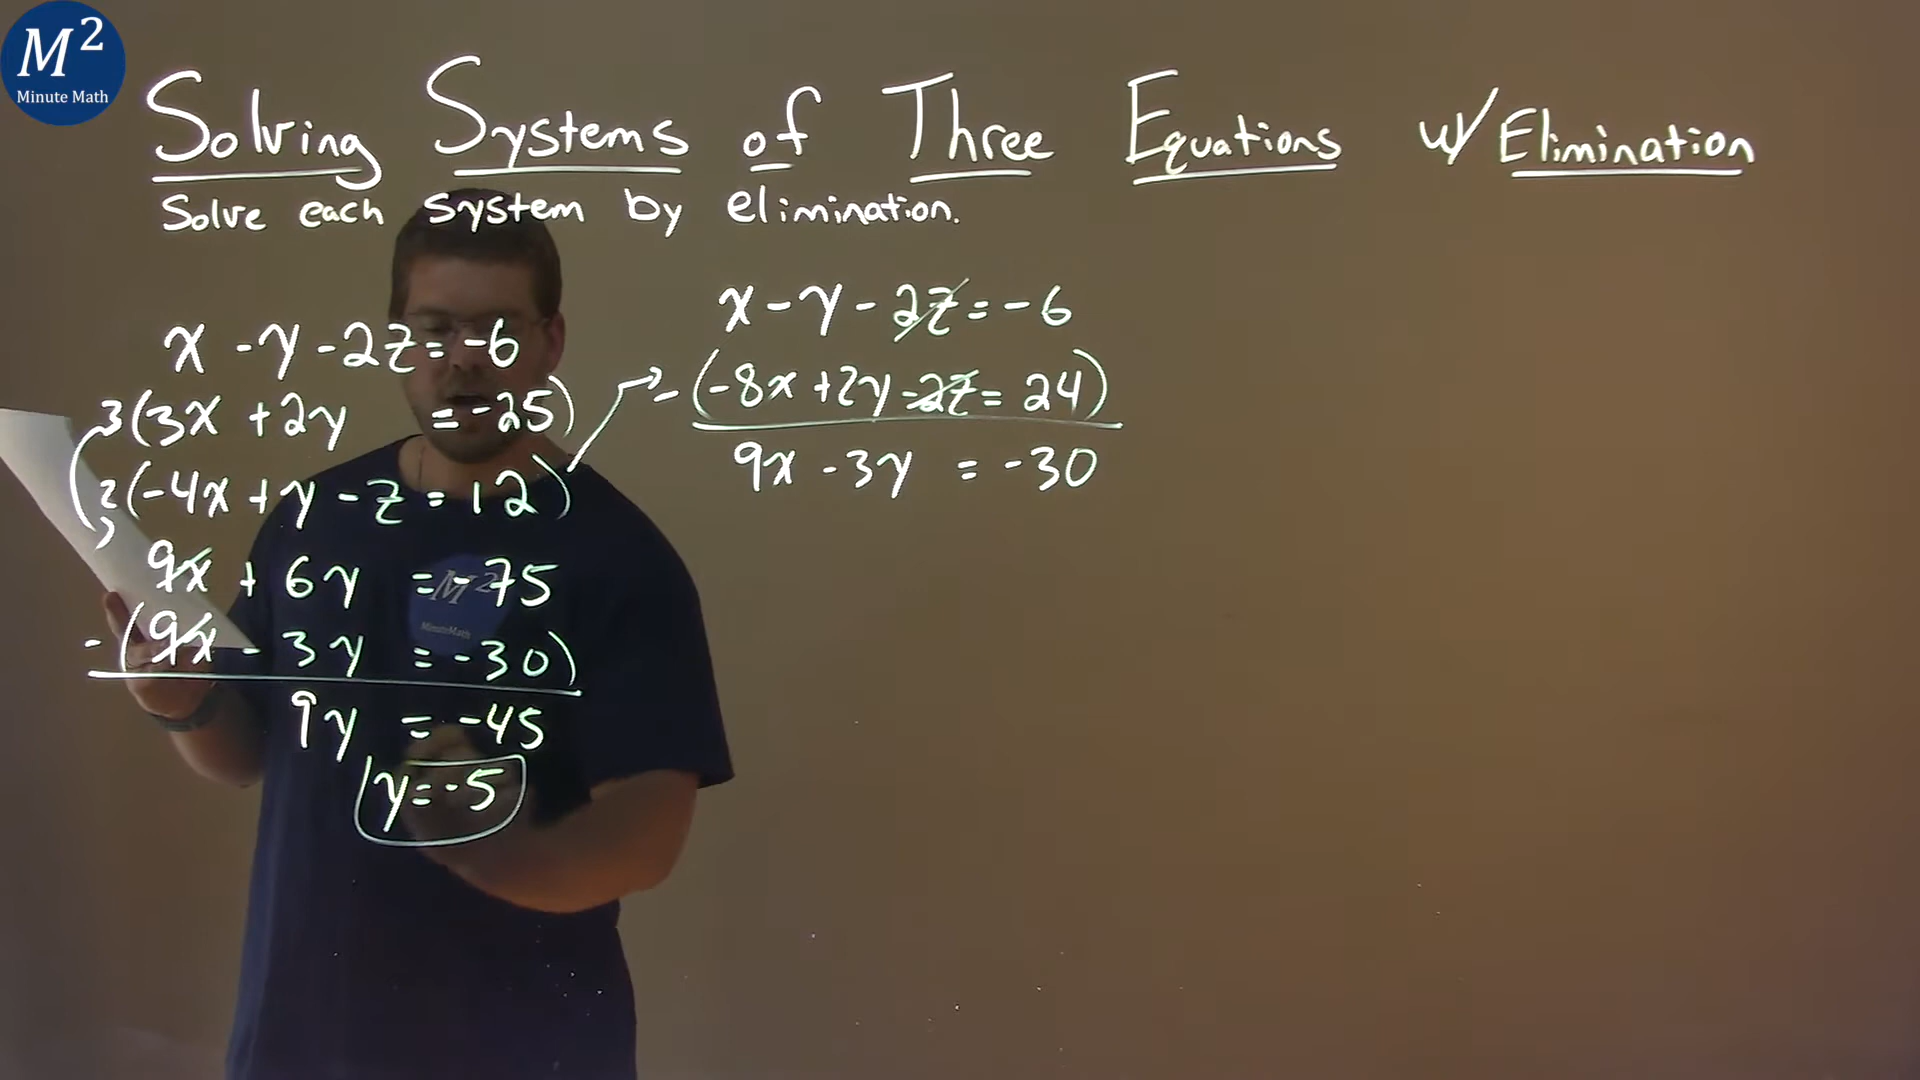 M²
Minute Math
Solving Systems of Three Equations w/ Elimination
Solve each system by elimination.
x - y - 2z = -6
3(3x + 2y = -25)
2(-4x + y - z = 12)
9x + 6y = -75
-(9x - 3y = -30)
9y = -45
y = -5
x - y - 2z = -6
-(-8x + 2y - 2z = 24)
9x - 3y = -30
M²
MinuteMath